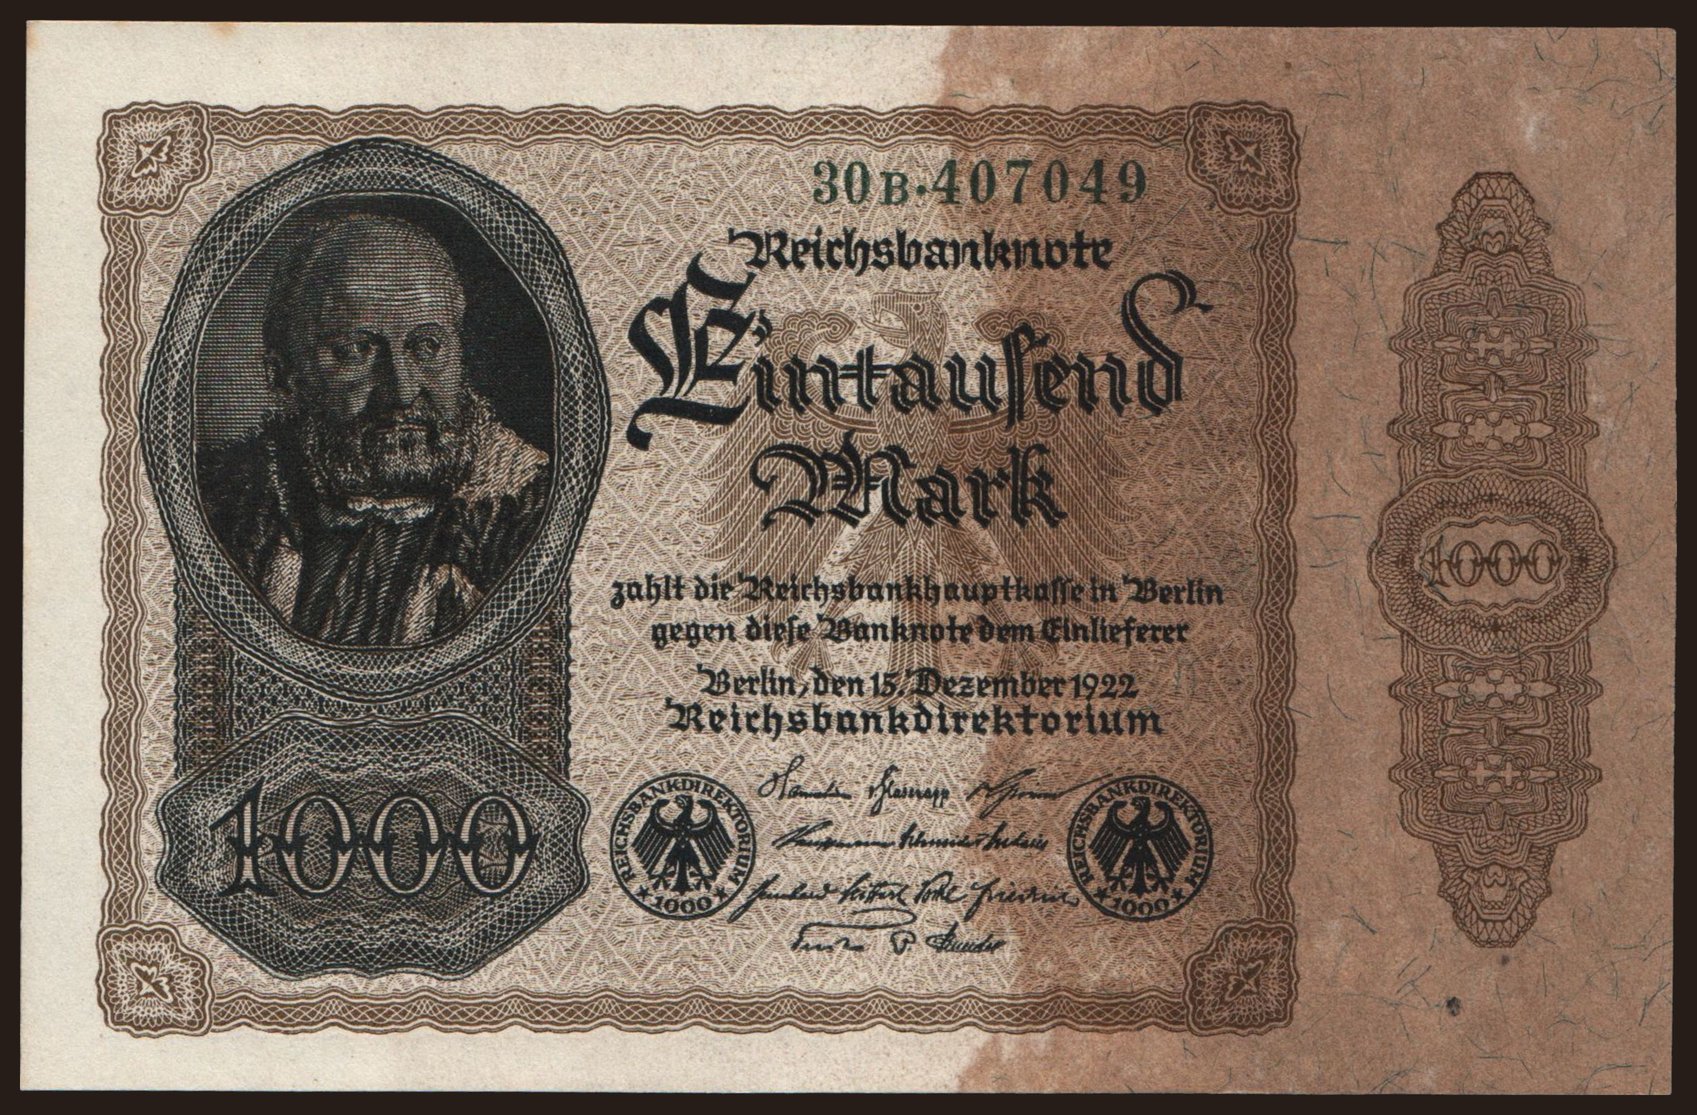 30B·407049
Reichsbanknote
Eintausend
Mark
zahlt die Reichsbankhauptkasse in Berlin
gegen diese Banknote dem Einlieferer
Berlin, den 15. Dezember 1922
Reichsbankdirektorium
1000
1000
REICHSBANKDIREKTORIUM
★1000★
REICHSBANKDIREKTORIUM
★1000★